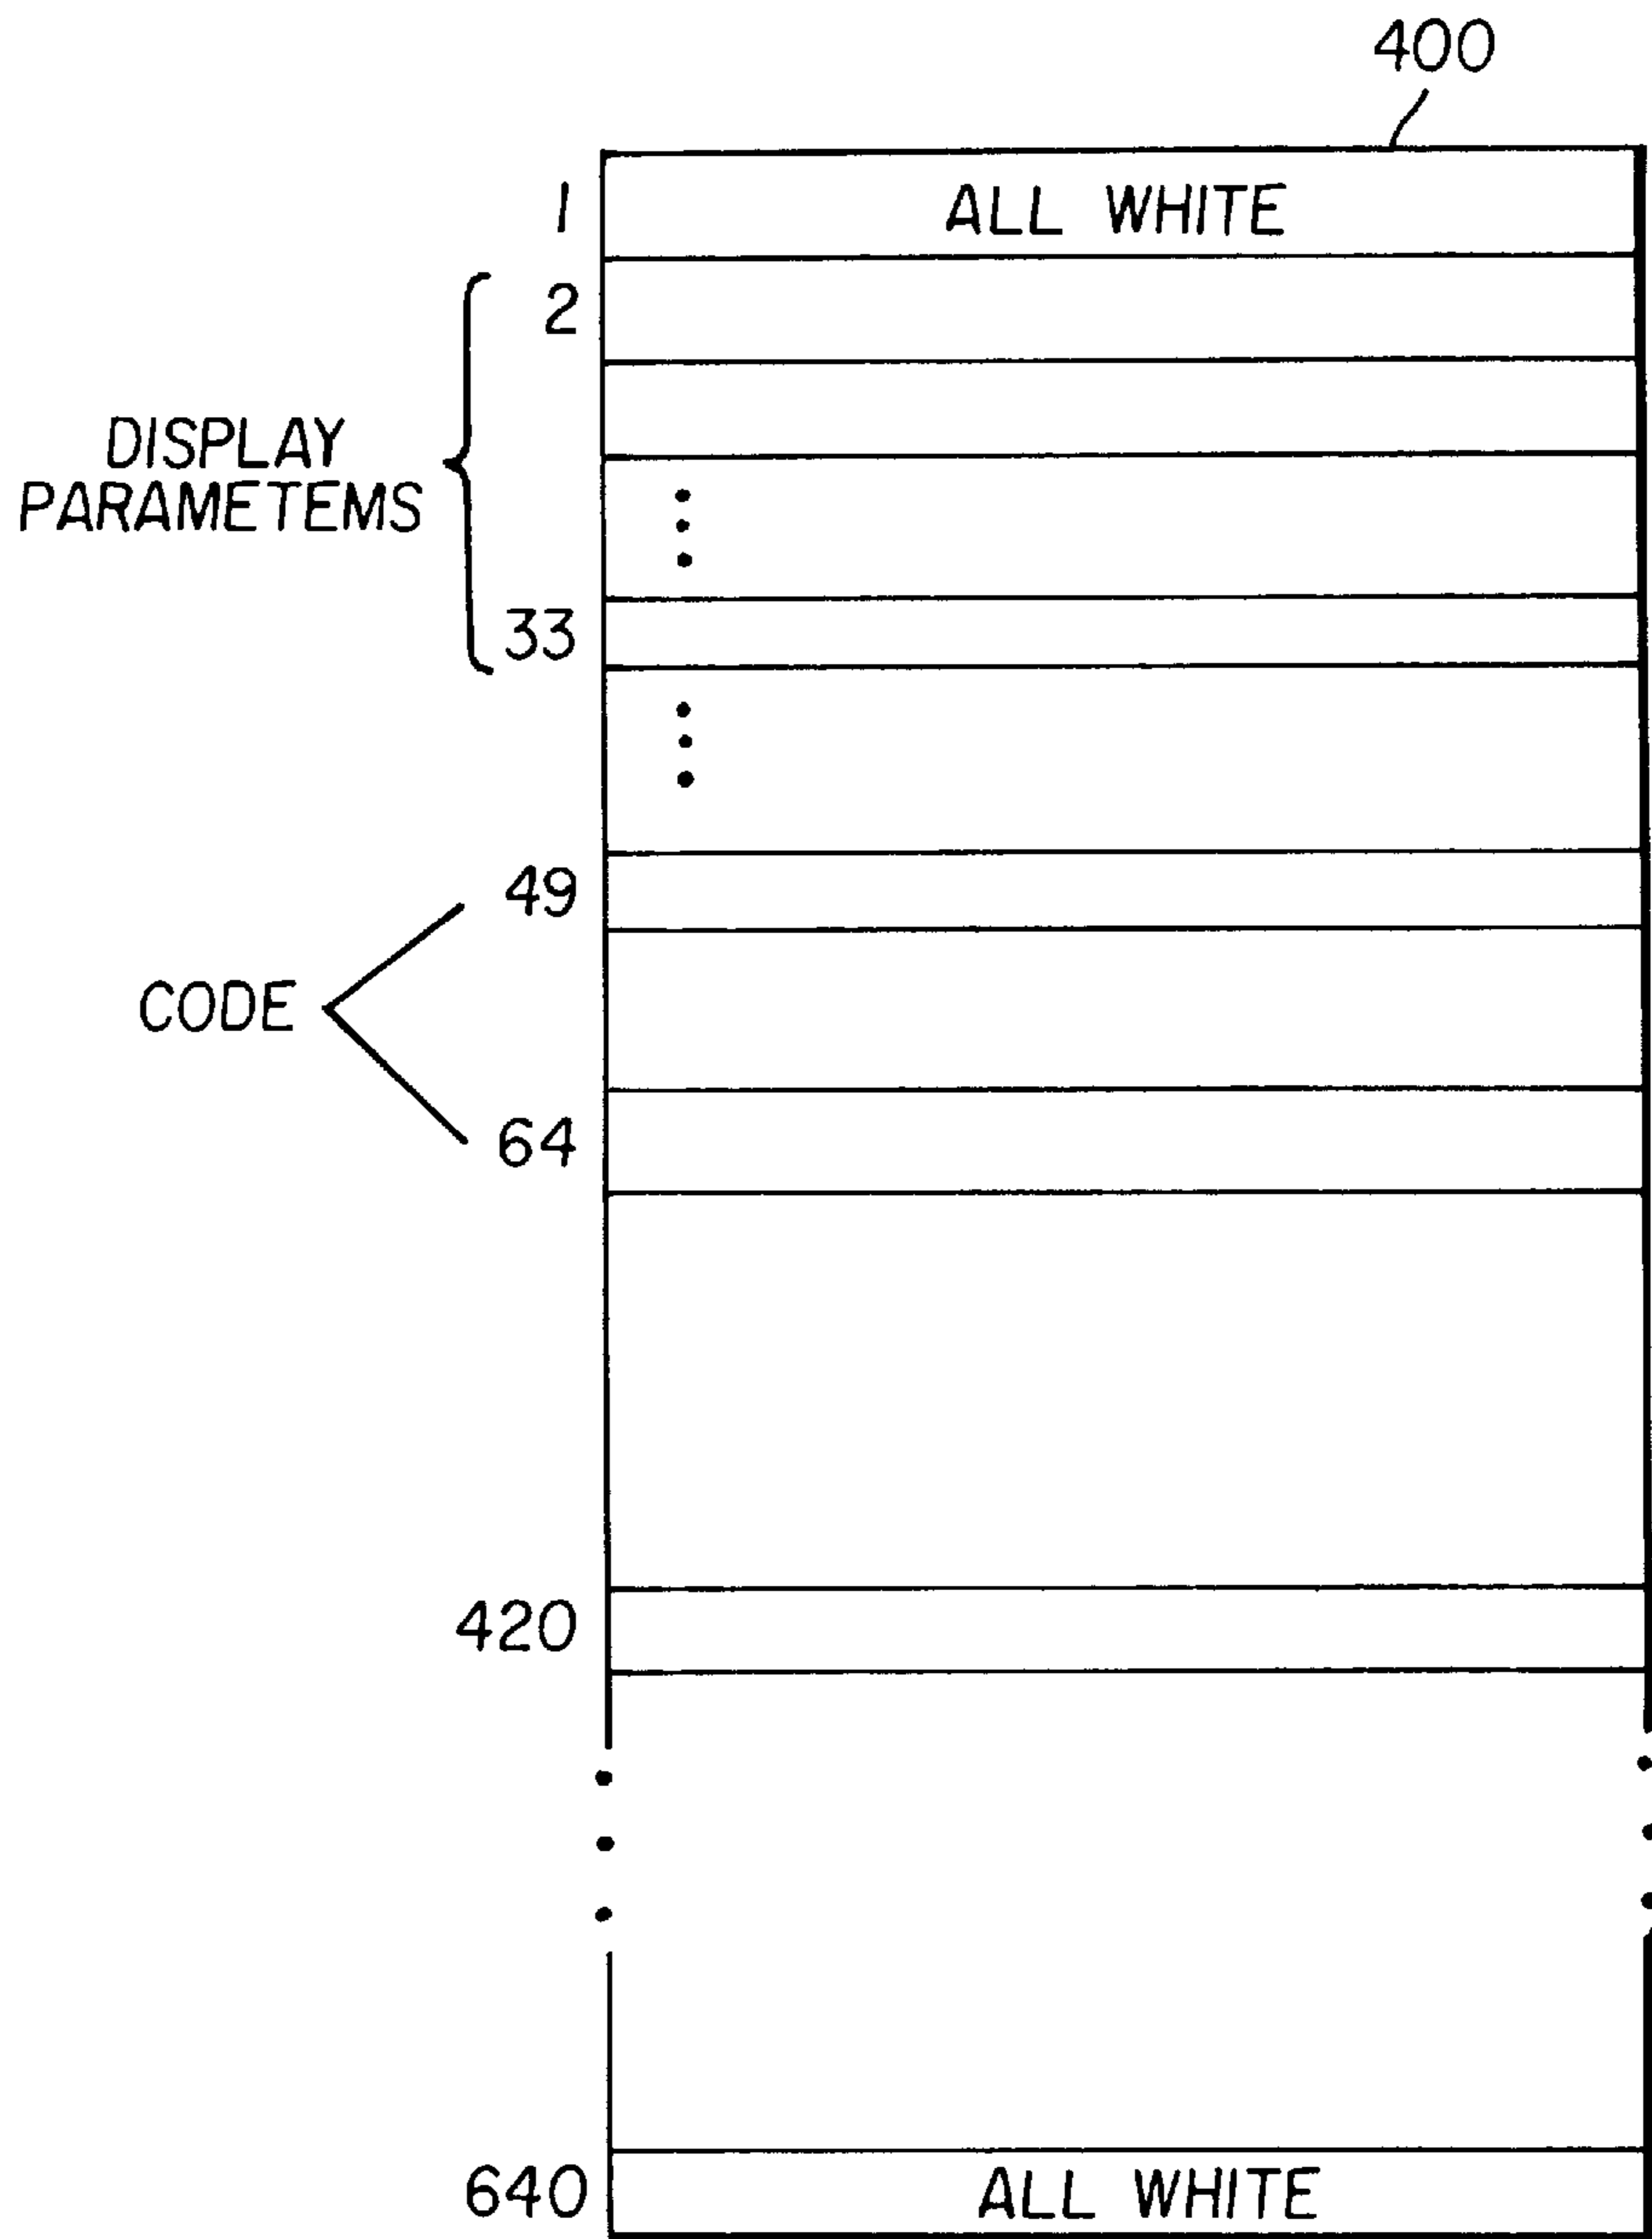 400
1 ALL WHITE
2
DISPLAY
PARAMETEMS
33
49
CODE
64
420
640 ALL WHITE